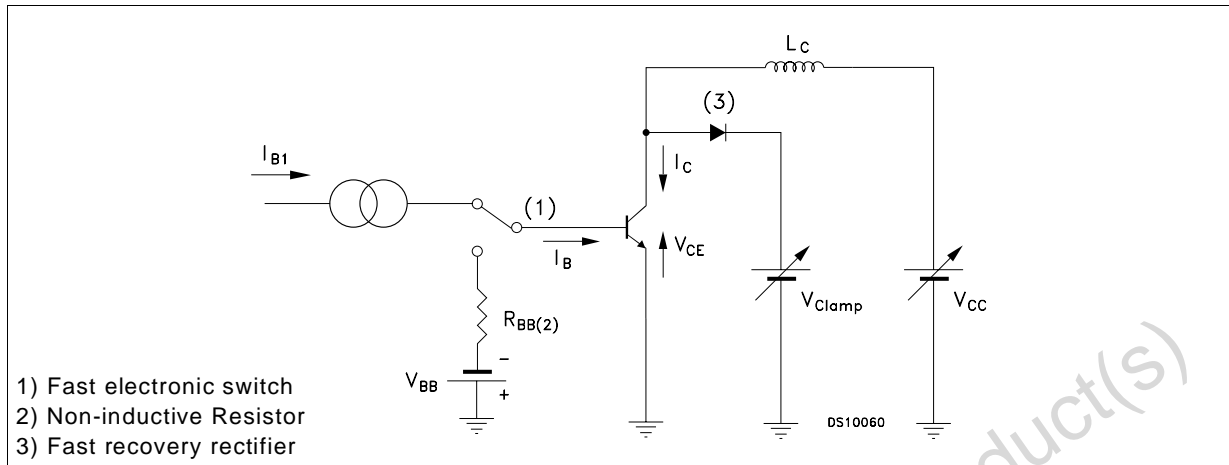 L_C
(3)
I_B1
I_C
(1)
I_B
V_CE
V_Clamp
V_CC
R_BB(2)
−
V_BB
+
DS10060
1) Fast electronic switch
2) Non-inductive Resistor
3) Fast recovery rectifier
duct(s)